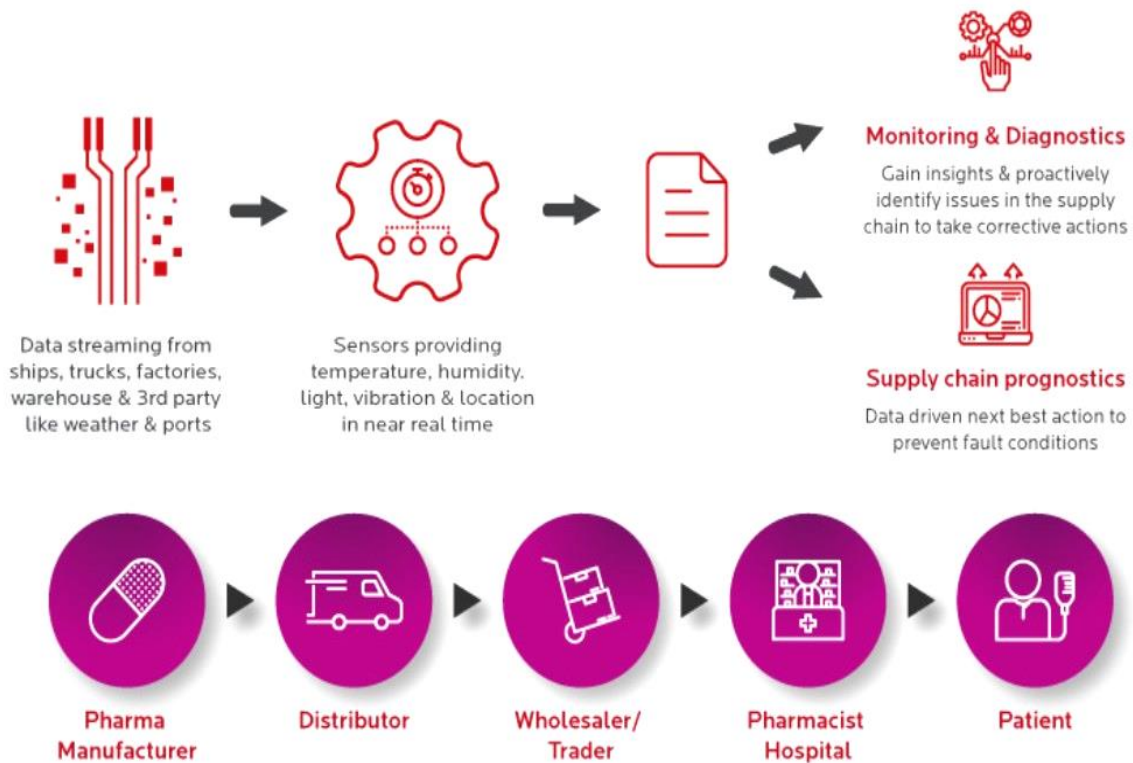 Monitoring & Diagnostics
Gain insights & proactively
identify issues in the supply
chain to take corrective actions
Data streaming from
ships, trucks, factories,
warehouse & 3rd party
like weather & ports
Sensors providing
temperature, humidity.
light, vibration & location
in near real time
Supply chain prognostics
Data driven next best action to
prevent fault conditions
Pharma
Manufacturer
Distributor
Wholesaler/
Trader
Pharmacist
Hospital
Patient